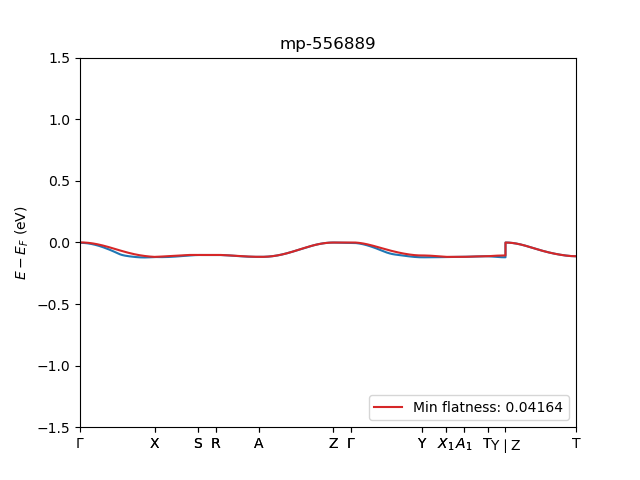 mp-556889
1.5
1.0
0.5
0.0
−0.5
−1.0
−1.5
E − E_F (eV)
Min flatness: 0.04164
Γ X S R A Z Γ Y X₁ A₁ T Y | Z T